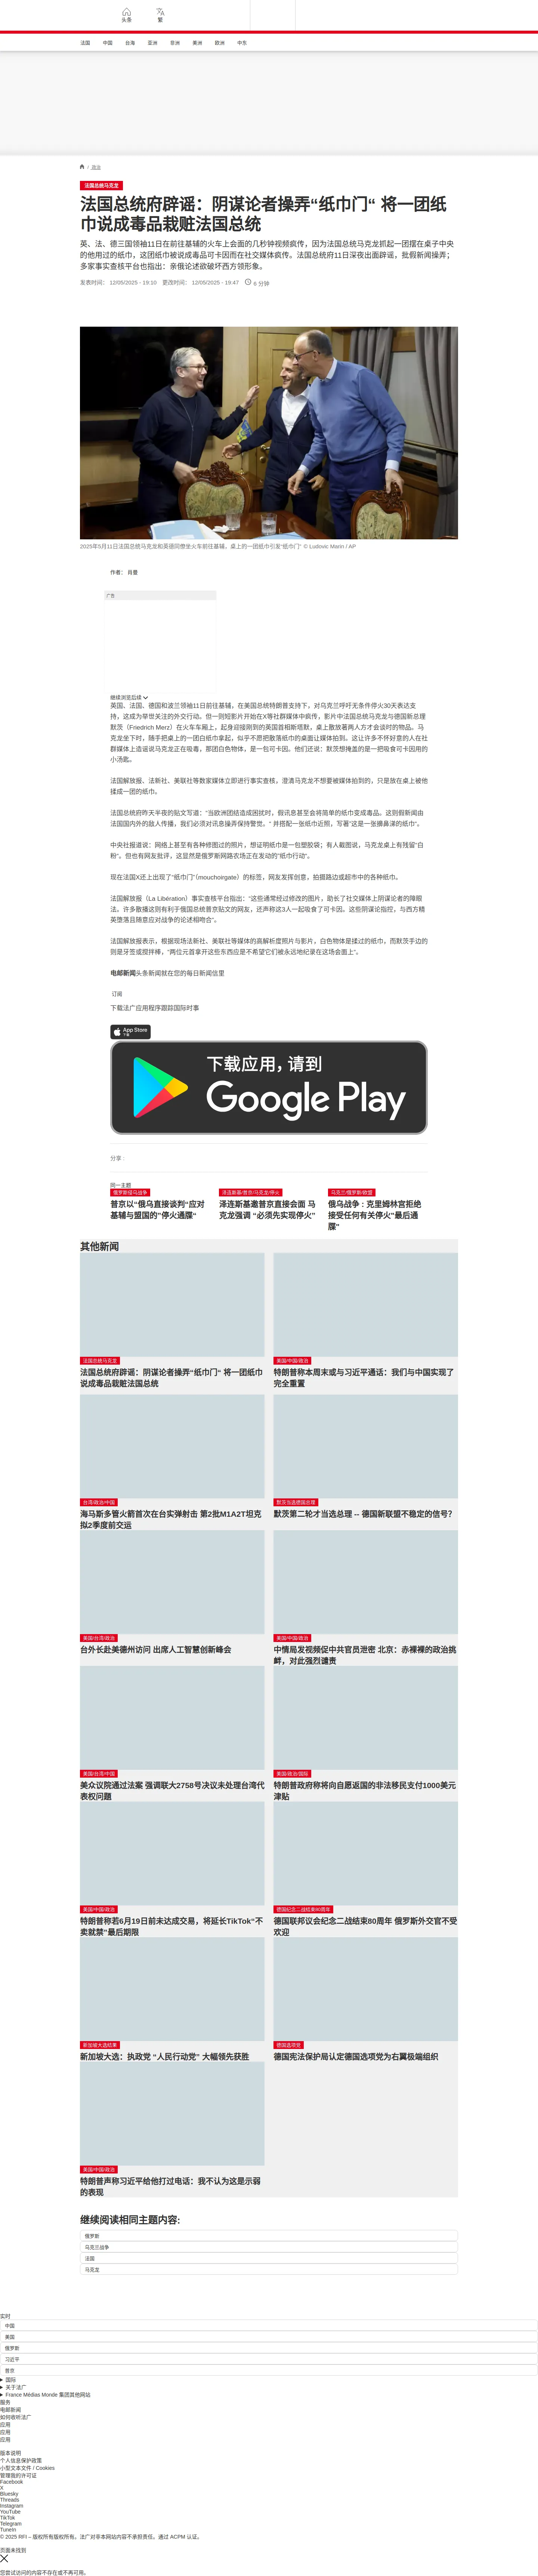 头条
繁
法国 中国 台海 亚洲 非洲 美洲 欧洲 中东
/ 政治
法国总统马克龙
法国总统府辟谣：阴谋论者操弄“纸巾门“ 将一团纸
巾说成毒品栽赃法国总统
英、法、德三国领袖11日在前往基辅的火车上会面的几秒钟视频疯传，因为法国总统马克龙抓起一团摆在桌子中央
的他用过的纸巾，这团纸巾被说成毒品可卡因而在社交媒体疯传。法国总统府11日深夜出面辟谣，批假新闻操弄；
多家事实查核平台也指出：亲俄论述欲破坏西方领形象。
发表时间： 12/05/2025 - 19:10 更改时间： 12/05/2025 - 19:47 6 分钟
2025年5月11日法国总统马克龙和英德同僚坐火车前往基辅，桌上的一团纸巾引发"纸巾门" © Ludovic Marin / AP
作者： 肖曼
广告
继续浏览后续
英国、法国、德国和波兰领袖11日前往基辅，在美国总统特朗普支持下，对乌克兰呼吁无条件停火30天表达支
持，这成为举世关注的外交行动。但一则短影片开始在X等社群媒体中疯传，影片中法国总统马克龙与德国新总理
默茨（Friedrich Merz）在火车车厢上，起身迎接刚到的英国首相斯塔默，桌上散放著两人方才会谈时的物品。马
克龙坐下时，随手把桌上的一团白纸巾拿起，似乎不愿把散落纸巾的桌面让媒体拍到。这让许多不怀好意的人在社
群媒体上造谣说马克龙正在吸毒，那团白色物体，是一包可卡因。他们还说：默茨想掩盖的是一把吸食可卡因用的
小汤匙。
法国解放报、法新社、美联社等数家媒体立即进行事实查核，澄清马克龙不想要被媒体拍到的，只是放在桌上被他
揉成一团的纸巾。
法国总统府昨天半夜的贴文写道："当欧洲团结造成困扰时，假讯息甚至会将简单的纸巾变成毒品。这则假新闻由
法国国内外的敌人传播，我们必须对讯息操弄保持警觉。" 并搭配一张纸巾近照，写著"这是一张擤鼻涕的纸巾"。
中央社报道说：网络上甚至有各种修图过的照片，想证明纸巾是一包塑胶袋；有人截图说，马克龙桌上有残留"白
粉"。但也有网友批评，这显然是俄罗斯网路农场正在发动的"纸巾行动"。
现在法国X还上出现了"纸巾门"（mouchoirgate）的标签，网友发挥创意，拍摄路边或超市中的各种纸巾。
法国解放报（La Libération）事实查核平台指出："这些通常经过修改的图片，助长了社交媒体上阴谋论者的障眼
法。许多散播这则有利于俄国总统普京贴文的网友，还声称这3人一起吸食了可卡因。这些阴谋论指控，与西方精
英堕落且随意应对战争的论述相吻合"。
法国解放报表示，根据现场法新社、美联社等媒体的高解析度照片与影片，白色物体是揉过的纸巾，而默茨手边的
则是牙签或搅拌棒，"两位元首拿开这些东西应是不希望它们被永远地纪录在这场会面上"。
电邮新闻头条新闻就在您的每日新闻信里
订阅
下载法广应用程序跟踪国际时事
App Store
下载应用，请到
Google Play
分享 :
同一主题
俄罗斯侵乌战争
普京以“俄乌直接谈判“应对
基辅与盟国的“停火通牒“
泽连斯基/普京/马克龙/停火
泽连斯基邀普京直接会面 马
克龙强调 “必须先实现停火”
乌克兰/俄罗斯/欧盟
俄乌战争：克里姆林宫拒绝
接受任何有关停火“最后通
牒”
其他新闻
法国总统马克龙
法国总统府辟谣：阴谋论者操弄“纸巾门“ 将一团纸巾
说成毒品栽赃法国总统
美国/中国/政治
特朗普称本周末或与习近平通话：我们与中国实现了
完全重置
台湾/政治/中国
海马斯多管火箭首次在台实弹射击 第2批M1A2T坦克
拟2季度前交运
默茨当选德国总理
默茨第二轮才当选总理 -- 德国新联盟不稳定的信号?
美国/台湾/政治
台外长赴美德州访问 出席人工智慧创新峰会
美国/中国/政治
中情局发视频促中共官员泄密 北京：赤裸裸的政治挑
衅，对此强烈谴责
美国/台湾/中国
美众议院通过法案 强调联大2758号决议未处理台湾代
表权问题
美国/政治/国际
特朗普政府称将向自愿返国的非法移民支付1000美元
津贴
美国/中国/政治
特朗普称若6月19日前未达成交易，将延长TikTok“不
卖就禁”最后期限
德国纪念二战结束80周年
德国联邦议会纪念二战结束80周年 俄罗斯外交官不受
欢迎
新加坡大选结果
新加坡大选：执政党 “人民行动党” 大幅领先获胜
德国选项党
德国宪法保护局认定德国选项党为右翼极端组织
美国/中国/政治
特朗普声称习近平给他打过电话：我不认为这是示弱
的表现
继续阅读相同主题内容:
俄罗斯
乌克兰战争
法国
马克龙
实时
中国
美国
俄罗斯
习近平
普京
国际
关于法广
France Médias Monde 集团其他网站
服务
电邮新闻
如何收听法广
应用
应用
应用
版本说明
个人信息保护政策
小型文本文件 / Cookies
管理我的许可证
Facebook
X
Bluesky
Threads
Instagram
YouTube
TikTok
Telegram
TuneIn
© 2025 RFI – 版权所有版权所有。法广对非本网站内容不承担责任。通过 ACPM 认证。
页面未找到
您尝试访问的内容不存在或不再可用。